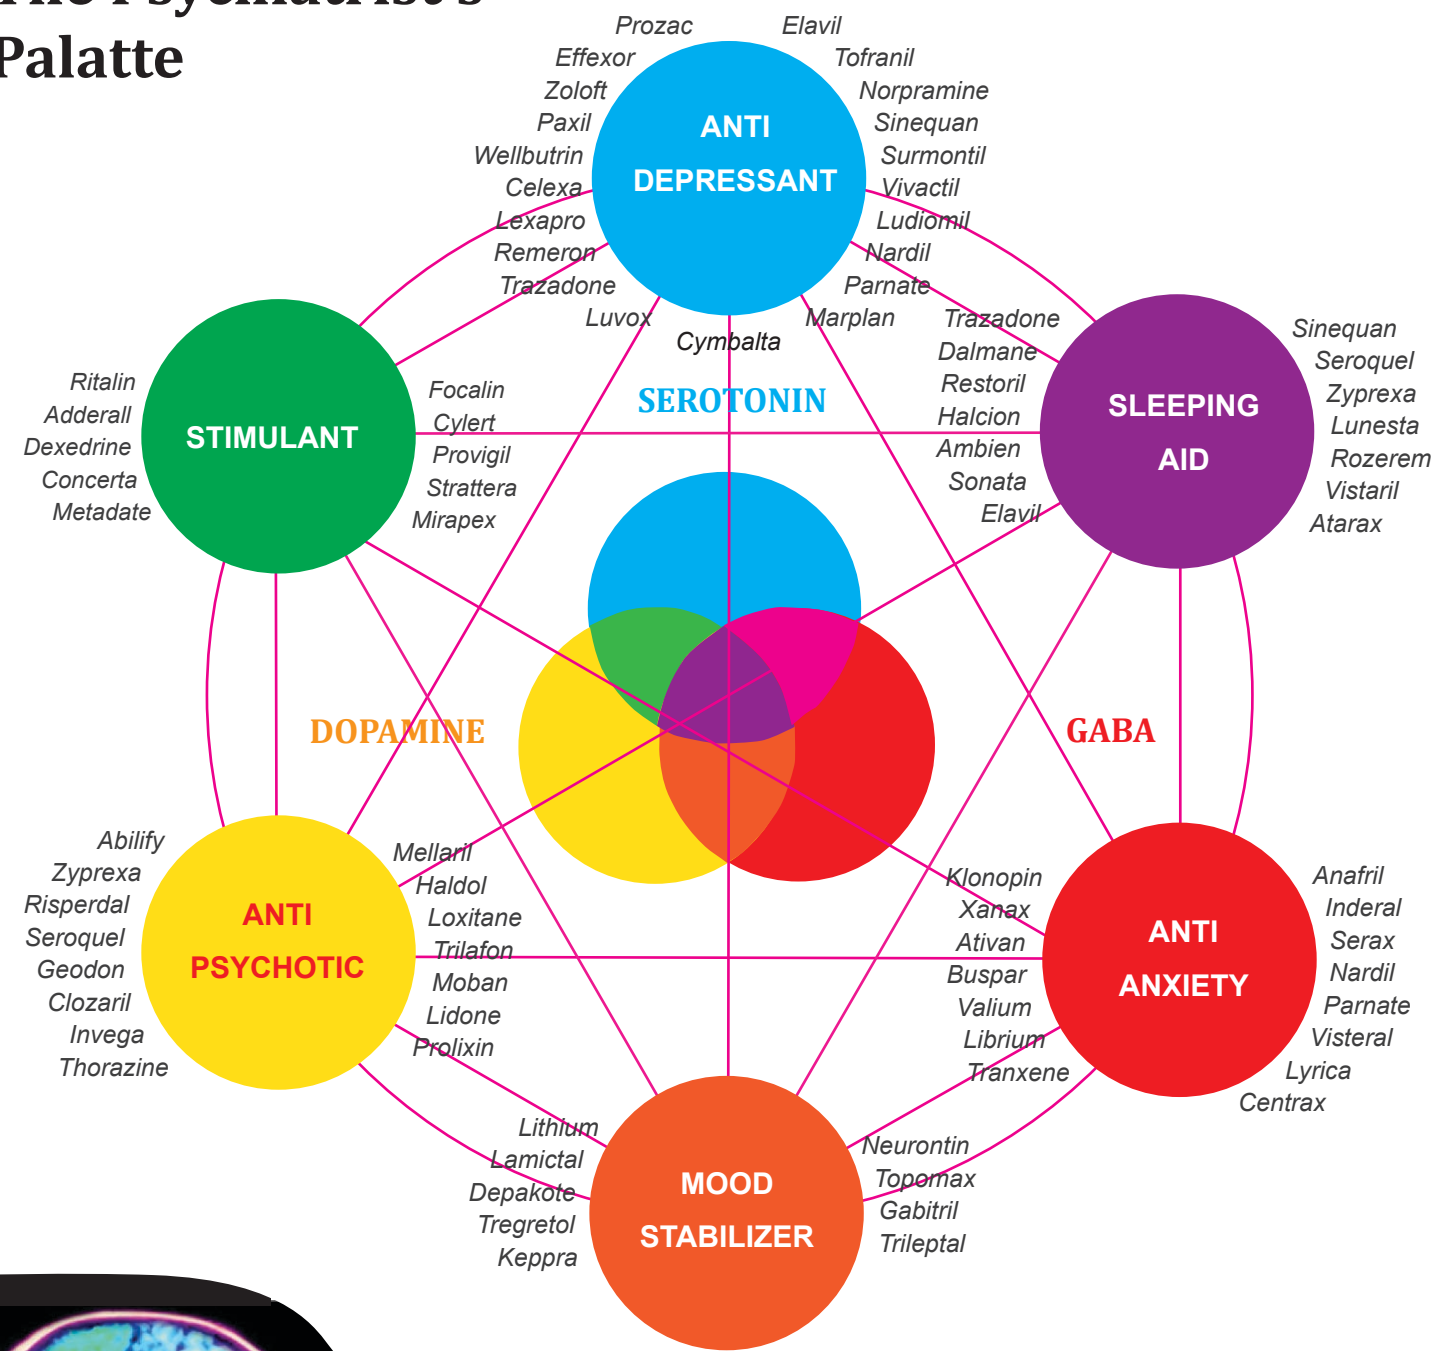 The Psychiatrist's
Palatte
Prozac
Effexor
Zoloft
Paxil
Wellbutrin
Celexa
Lexapro
Remeron
Trazadone
Luvox
Cymbalta
Elavil
Tofranil
Norpramine
Sinequan
Surmontil
Vivactil
Ludiomil
Nardil
Parnate
Marplan
ANTI
DEPRESSANT
Ritalin
Adderall
Dexedrine
Concerta
Metadate
STIMULANT
Focalin
Cylert
Provigil
Strattera
Mirapex
SEROTONIN
Trazadone
Dalmane
Restoril
Halcion
Ambien
Sonata
Elavil
SLEEPING
AID
Sinequan
Seroquel
Zyprexa
Lunesta
Rozerem
Vistaril
Atarax
DOPAMINE
GABA
Abilify
Zyprexa
Risperdal
Seroquel
Geodon
Clozaril
Invega
Thorazine
ANTI
PSYCHOTIC
Mellaril
Haldol
Loxitane
Trilafon
Moban
Lidone
Prolixin
Klonopin
Xanax
Ativan
Buspar
Valium
Librium
Tranxene
ANTI
ANXIETY
Anafril
Inderal
Serax
Nardil
Parnate
Visteral
Lyrica
Centrax
Lithium
Lamictal
Depakote
Tregretol
Keppra
MOOD
STABILIZER
Neurontin
Topomax
Gabitril
Trileptal